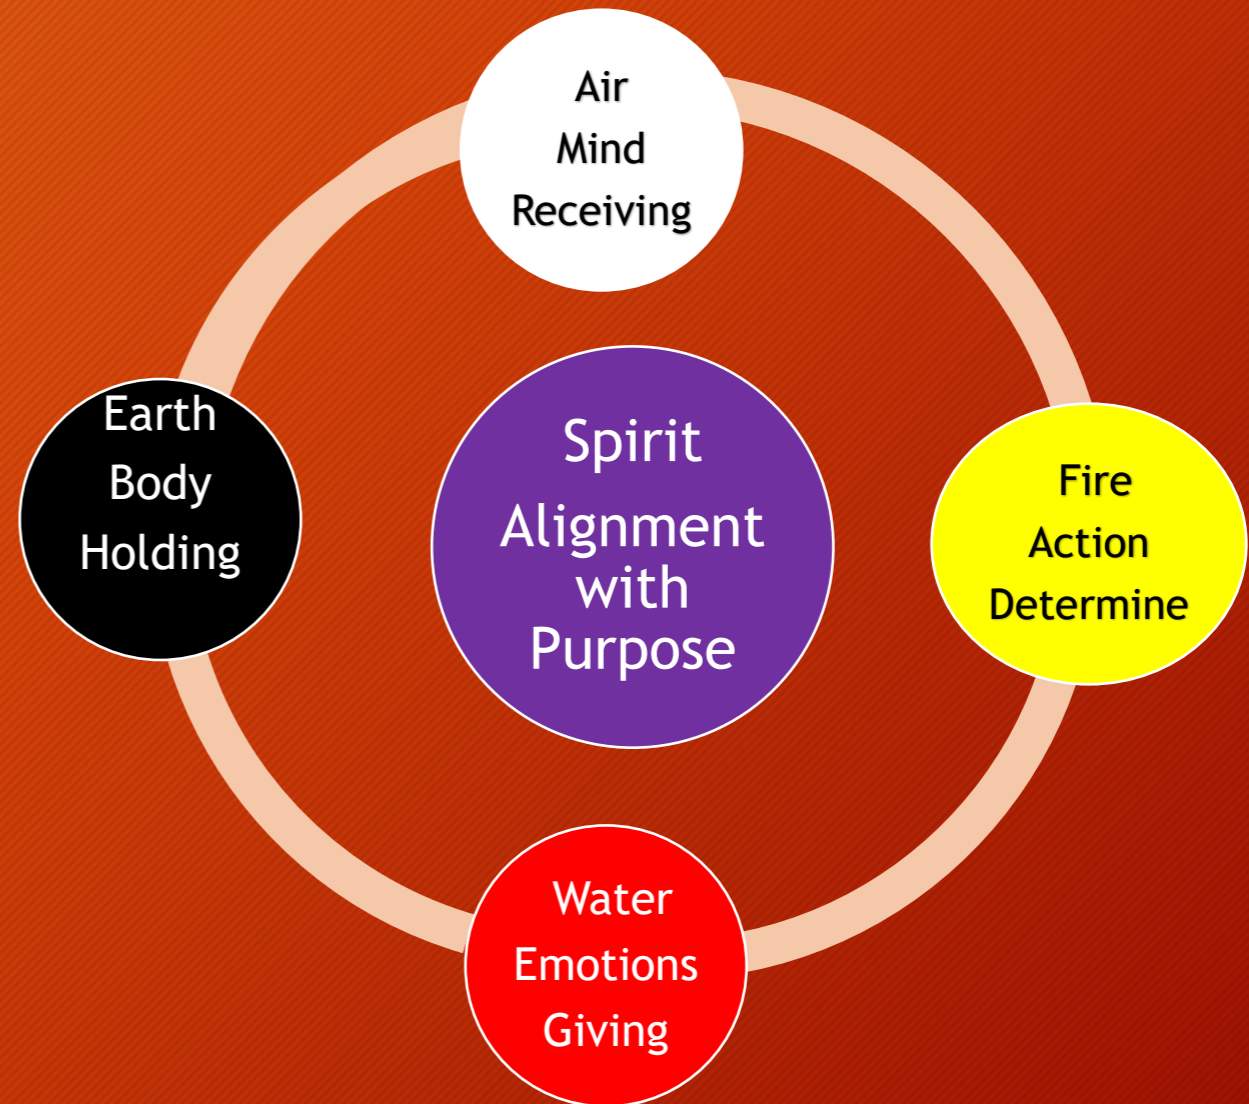 Air
Mind
Receiving
Earth
Body
Holding
Spirit
Alignment
with
Purpose
Fire
Action
Determine
Water
Emotions
Giving